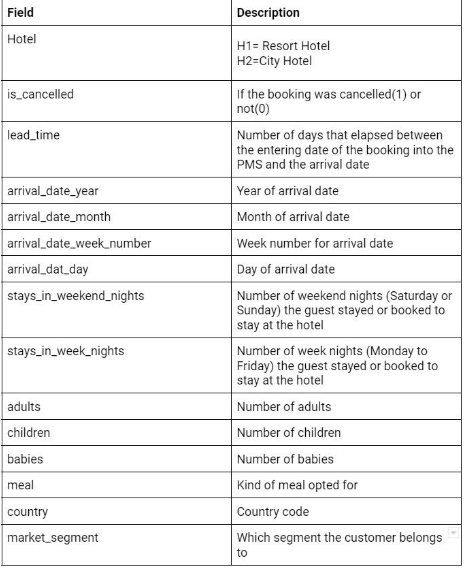 Field Description
Hotel
H1= Resort Hotel
H2=City Hotel
is_cancelled If the booking was cancelled(1) or
not(0)
lead_time Number of days that elapsed between
the entering date of the booking into the
PMS and the arrival date
arrival_date_year Year of arrival date
arrival_date_month Month of arrival date
arrival_date_week_number Week number for arrival date
arrival_dat_day Day of arrival date
stays_in_weekend_nights Number of weekend nights (Saturday or
Sunday) the guest stayed or booked to
stay at the hotel
stays_in_week_nights Number of week nights (Monday to
Friday) the guest stayed or booked to
stay at the hotel
adults Number of adults
children Number of children
babies Number of babies
meal Kind of meal opted for
country Country code
market_segment Which segment the customer belongs
to